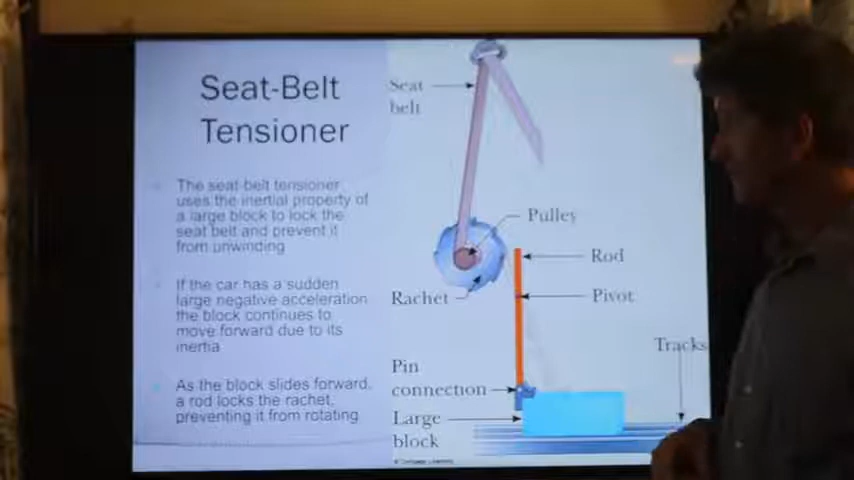 Seat-Belt
Tensioner
The seat-belt tensioner
uses the inertial property of
a large block to lock the
seat belt and prevent it
from unwinding
If the car has a sudden
large negative acceleration
the block continues to
move forward due to its
inertia
As the block slides forward,
a rod locks the rachet,
preventing it from rotating
Seat
belt
Pulley
Rod
Rachet
Pivot
Tracks
Pin
connection
Large
block